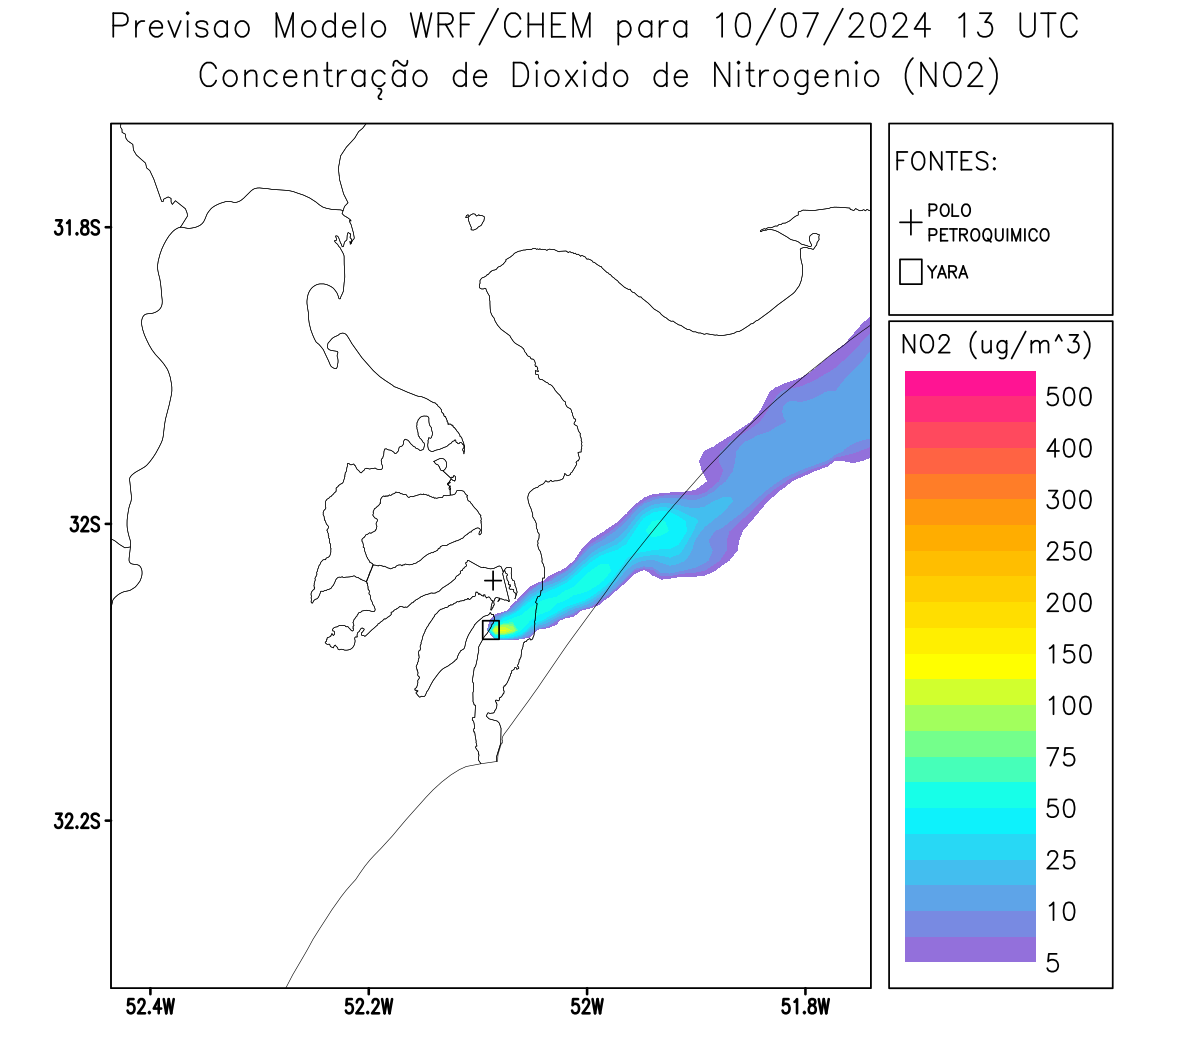 Previsao Modelo WRF/CHEM para 10/07/2024 13 UTC
Concentração de Dioxido de Nitrogenio (NO2)
FONTES:
POLO
PETROQUIMICO
YARA
31.8S
32S
32.2S
52.4W
52.2W
52W
51.8W
NO2 (ug/m^3)
500
400
300
250
200
150
100
75
50
25
10
5